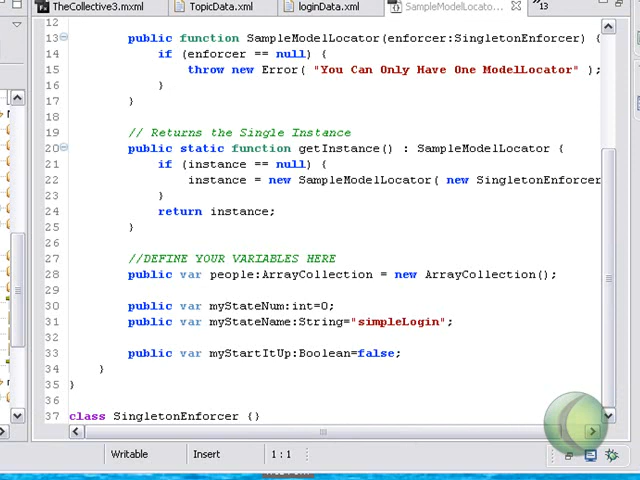 TheCollective3.mxml TopicData.xml loginData.xml SampleModelLocato... 13
12
13 public function SampleModelLocator(enforcer:SingletonEnforcer) {
14 if (enforcer == null) {
15 throw new Error( "You Can Only Have One ModelLocator" );
16 }
17 }
18
19 // Returns the Single Instance
20 public static function getInstance() : SampleModelLocator {
21 if (instance == null) {
22 instance = new SampleModelLocator( new SingletonEnforcer
23 }
24 return instance;
25 }
26
27 //DEFINE YOUR VARIABLES HERE
28 public var people:ArrayCollection = new ArrayCollection();
29
30 public var myStateNum:int=0;
31 public var myStateName:String="simpleLogin";
32
33 public var myStartItUp:Boolean=false;
34 }
35 }
36
37 class SingletonEnforcer {}
Writable Insert 1 : 1